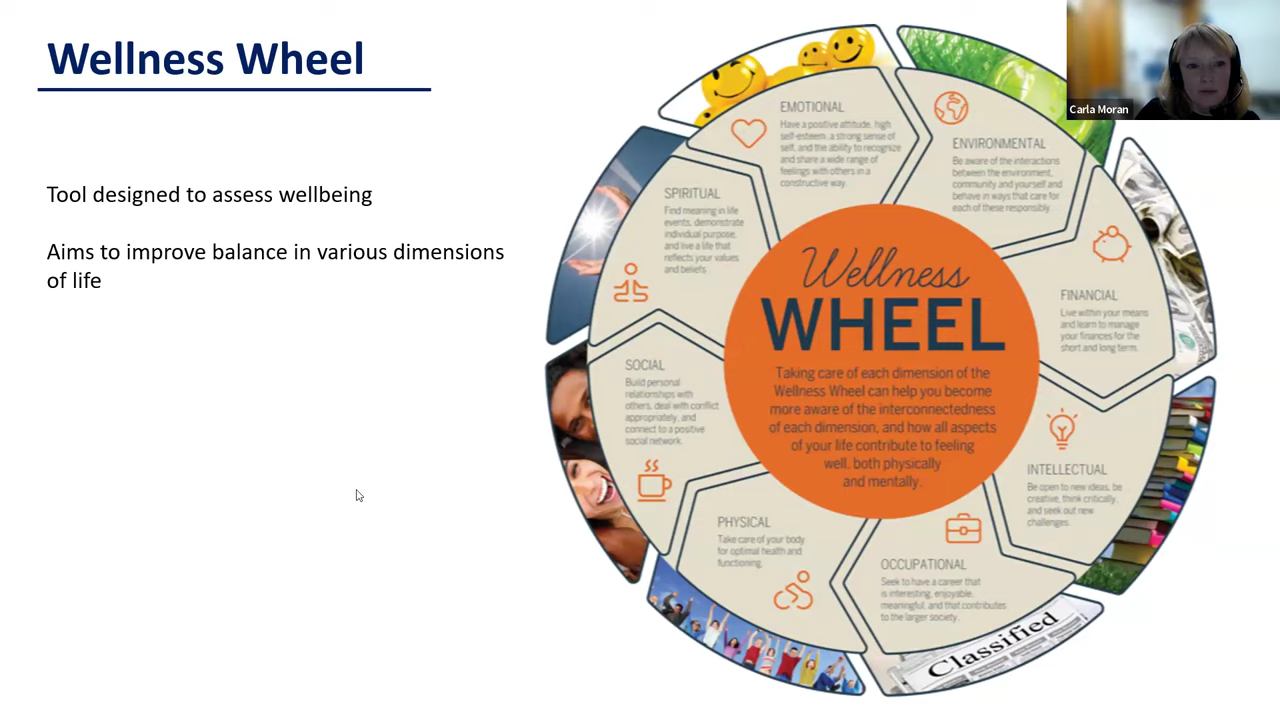 Wellness Wheel
Tool designed to assess wellbeing
Aims to improve balance in various dimensions
of life
Carla Moran
EMOTIONAL
Have a positive attitude, high
self-esteem, a strong sense of
self, and the ability to recognize
and share a wide range of
feelings with others in a
constructive way.
ENVIRONMENTAL
Be aware of the interactions
between the environment,
community and yourself and
behave in ways that care for
each of these responsibly.
FINANCIAL
Live within your means
and learn to manage
your finances for the
short and long term.
INTELLECTUAL
Be open to new ideas, be
creative, think critically,
and seek out new
challenges.
OCCUPATIONAL
Seek to have a career that
is interesting, enjoyable,
meaningful, and that contributes
to the larger society.
Classified
PHYSICAL
Take care of your body
for optimal health and
functioning.
SOCIAL
Build personal
relationships with
others, deal with conflict
appropriately, and
connect to a positive
social network.
SPIRITUAL
Find meaning in life
events, demonstrate
individual purpose,
and live a life that
reflects your values
and beliefs.
Wellness
WHEEL
Taking care of each dimension of the
Wellness Wheel can help you become
more aware of the interconnectedness
of each dimension, and how all aspects
of your life contribute to feeling
well, both physically
and mentally.